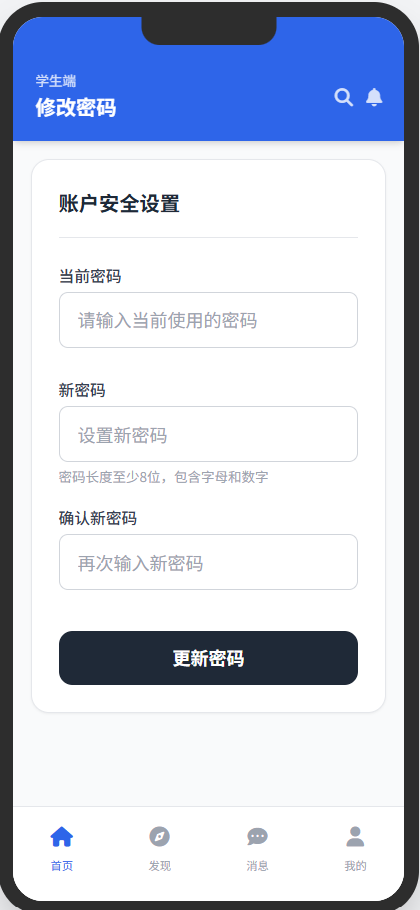 学生端
修改密码
账户安全设置
当前密码
请输入当前使用的密码
新密码
设置新密码
密码长度至少8位，包含字母和数字
确认新密码
再次输入新密码
更新密码
首页
发现
消息
我的